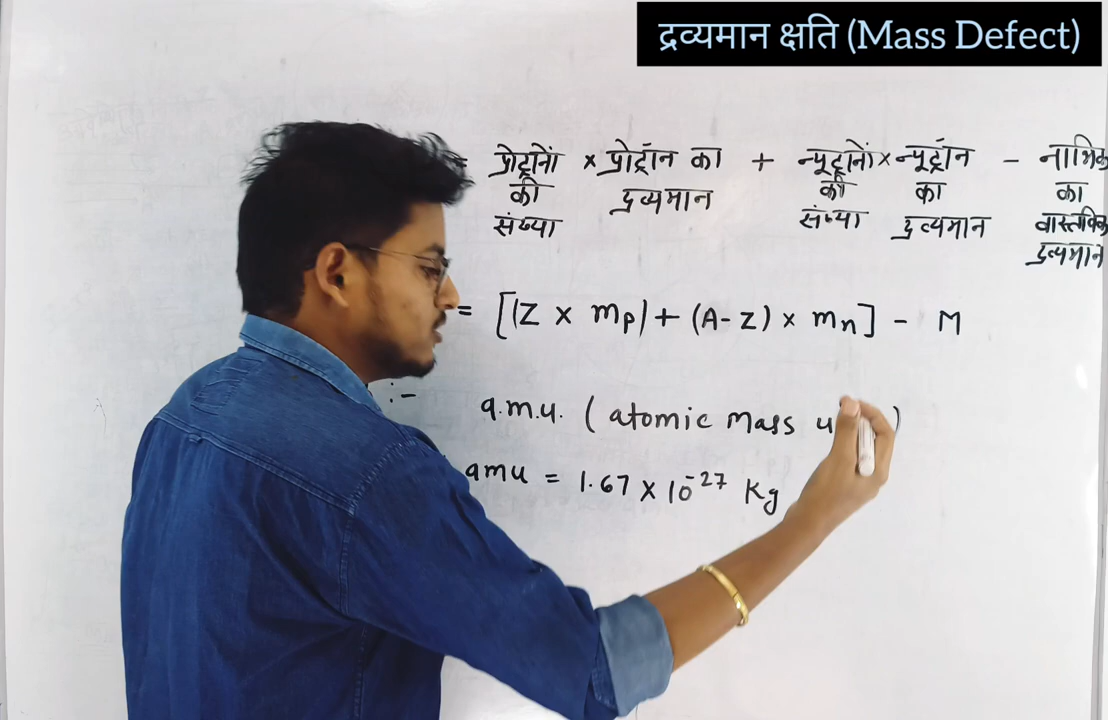 द्रव्यमान क्षति (Mass Defect)
= प्रोट्रानों की संख्या × प्रोट्रॉन का द्रव्यमान + न्यूट्रानों की संख्या × न्यूट्रॉन का द्रव्यमान - नाभिक का वास्तविक द्रव्यमान
= [(Z × mp) + (A-Z) × mn] - M
:-
a.m.u. ( atomic Mass )
amu = 1.67 × 10⁻²⁷ Kg